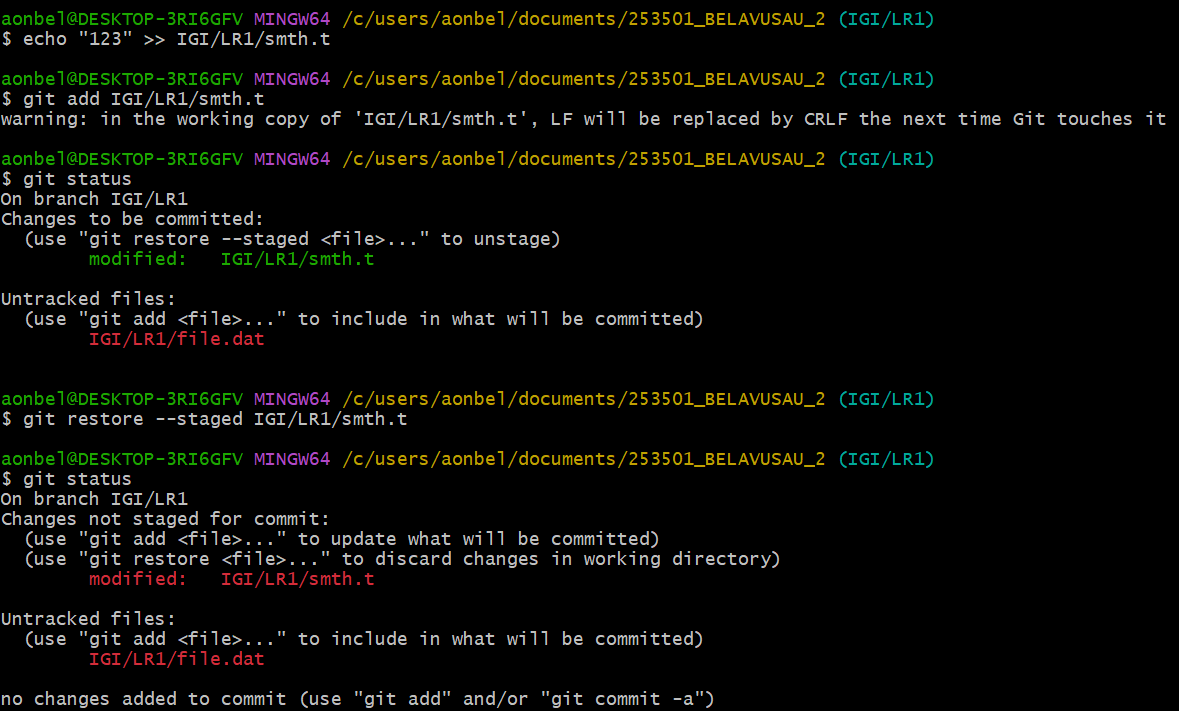 aonbel@DESKTOP-3RI6GFV MINGW64 /c/users/aonbel/documents/253501_BELAVUSAU_2 (IGI/LR1)
$ echo "123" >> IGI/LR1/smth.t
aonbel@DESKTOP-3RI6GFV MINGW64 /c/users/aonbel/documents/253501_BELAVUSAU_2 (IGI/LR1)
$ git add IGI/LR1/smth.t
warning: in the working copy of 'IGI/LR1/smth.t', LF will be replaced by CRLF the next time Git touches it
aonbel@DESKTOP-3RI6GFV MINGW64 /c/users/aonbel/documents/253501_BELAVUSAU_2 (IGI/LR1)
$ git status
On branch IGI/LR1
Changes to be committed:
  (use "git restore --staged <file>..." to unstage)
        modified:   IGI/LR1/smth.t
Untracked files:
  (use "git add <file>..." to include in what will be committed)
        IGI/LR1/file.dat
aonbel@DESKTOP-3RI6GFV MINGW64 /c/users/aonbel/documents/253501_BELAVUSAU_2 (IGI/LR1)
$ git restore --staged IGI/LR1/smth.t
aonbel@DESKTOP-3RI6GFV MINGW64 /c/users/aonbel/documents/253501_BELAVUSAU_2 (IGI/LR1)
$ git status
On branch IGI/LR1
Changes not staged for commit:
  (use "git add <file>..." to update what will be committed)
  (use "git restore <file>..." to discard changes in working directory)
        modified:   IGI/LR1/smth.t
Untracked files:
  (use "git add <file>..." to include in what will be committed)
        IGI/LR1/file.dat
no changes added to commit (use "git add" and/or "git commit -a")